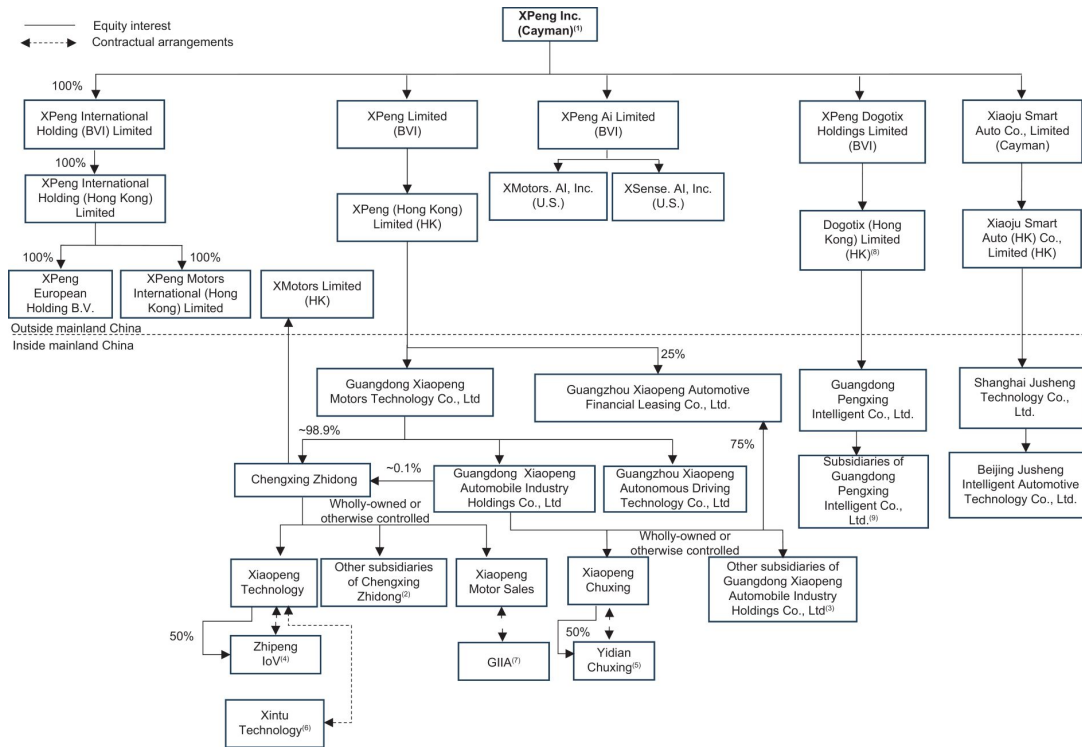 XPeng Inc.
(Cayman)(1)
Equity interest
Contractual arrangements
100%
XPeng International
Holding (BVI) Limited
XPeng Limited
(BVI)
XPeng Ai Limited
(BVI)
XPeng Dogotix
Holdings Limited
(BVI)
Xiaoju Smart
Auto Co., Limited
(Cayman)
100%
XPeng International
Holding (Hong Kong)
Limited
XPeng (Hong Kong)
Limited (HK)
XMotors. AI, Inc.
(U.S.)
XSense. AI, Inc.
(U.S.)
Dogotix (Hong
Kong) Limited
(HK)(8)
Xiaoju Smart
Auto (HK) Co.,
Limited (HK)
100%
100%
XPeng
European
Holding B.V.
XPeng Motors
International (Hong
Kong) Limited
XMotors Limited
(HK)
Outside mainland China
Inside mainland China
25%
Guangdong Xiaopeng
Motors Technology Co., Ltd
Guangzhou Xiaopeng Automotive
Financial Leasing Co., Ltd.
Guangdong
Pengxing
Intelligent Co., Ltd.
Shanghai Jusheng
Technology Co.,
Ltd.
~98.9%
75%
Chengxing Zhidong
~0.1%
Guangdong Xiaopeng
Automobile Industry
Holdings Co., Ltd
Guangzhou Xiaopeng
Autonomous Driving
Technology Co., Ltd
Subsidiaries of
Guangdong
Pengxing
Intelligent Co.,
Ltd.(9)
Beijing Jusheng
Intelligent Automotive
Technology Co., Ltd.
Wholly-owned or
otherwise controlled
Wholly-owned or
otherwise controlled
Xiaopeng
Technology
Other subsidiaries
of Chengxing
Zhidong(2)
Xiaopeng
Motor Sales
Xiaopeng
Chuxing
Other subsidiaries of
Guangdong Xiaopeng
Automobile Industry
Holdings Co., Ltd(3)
50%
Zhipeng
IoV(4)
GIIA(7)
50%
Yidian
Chuxing(5)
Xintu
Technology(6)